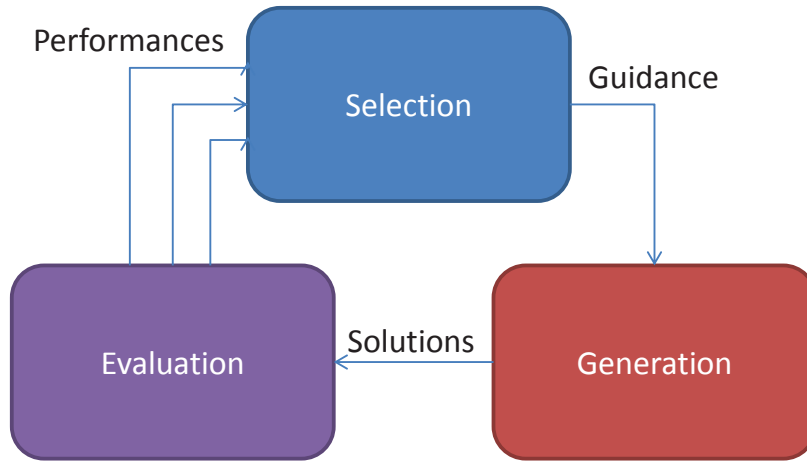 Performances
Selection
Guidance
Evaluation
Solutions
Generation